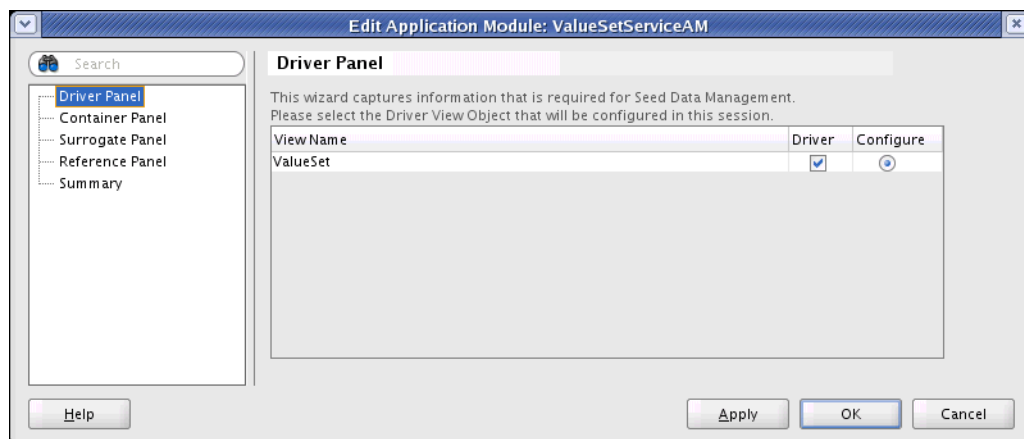 Edit Application Module: ValueSetServiceAM
Search
Driver Panel
Container Panel
Surrogate Panel
Reference Panel
Summary
Driver Panel
This wizard captures information that is required for Seed Data Management.
Please select the Driver View Object that will be configured in this session.
View Name Driver Configure
ValueSet
Help Apply OK Cancel